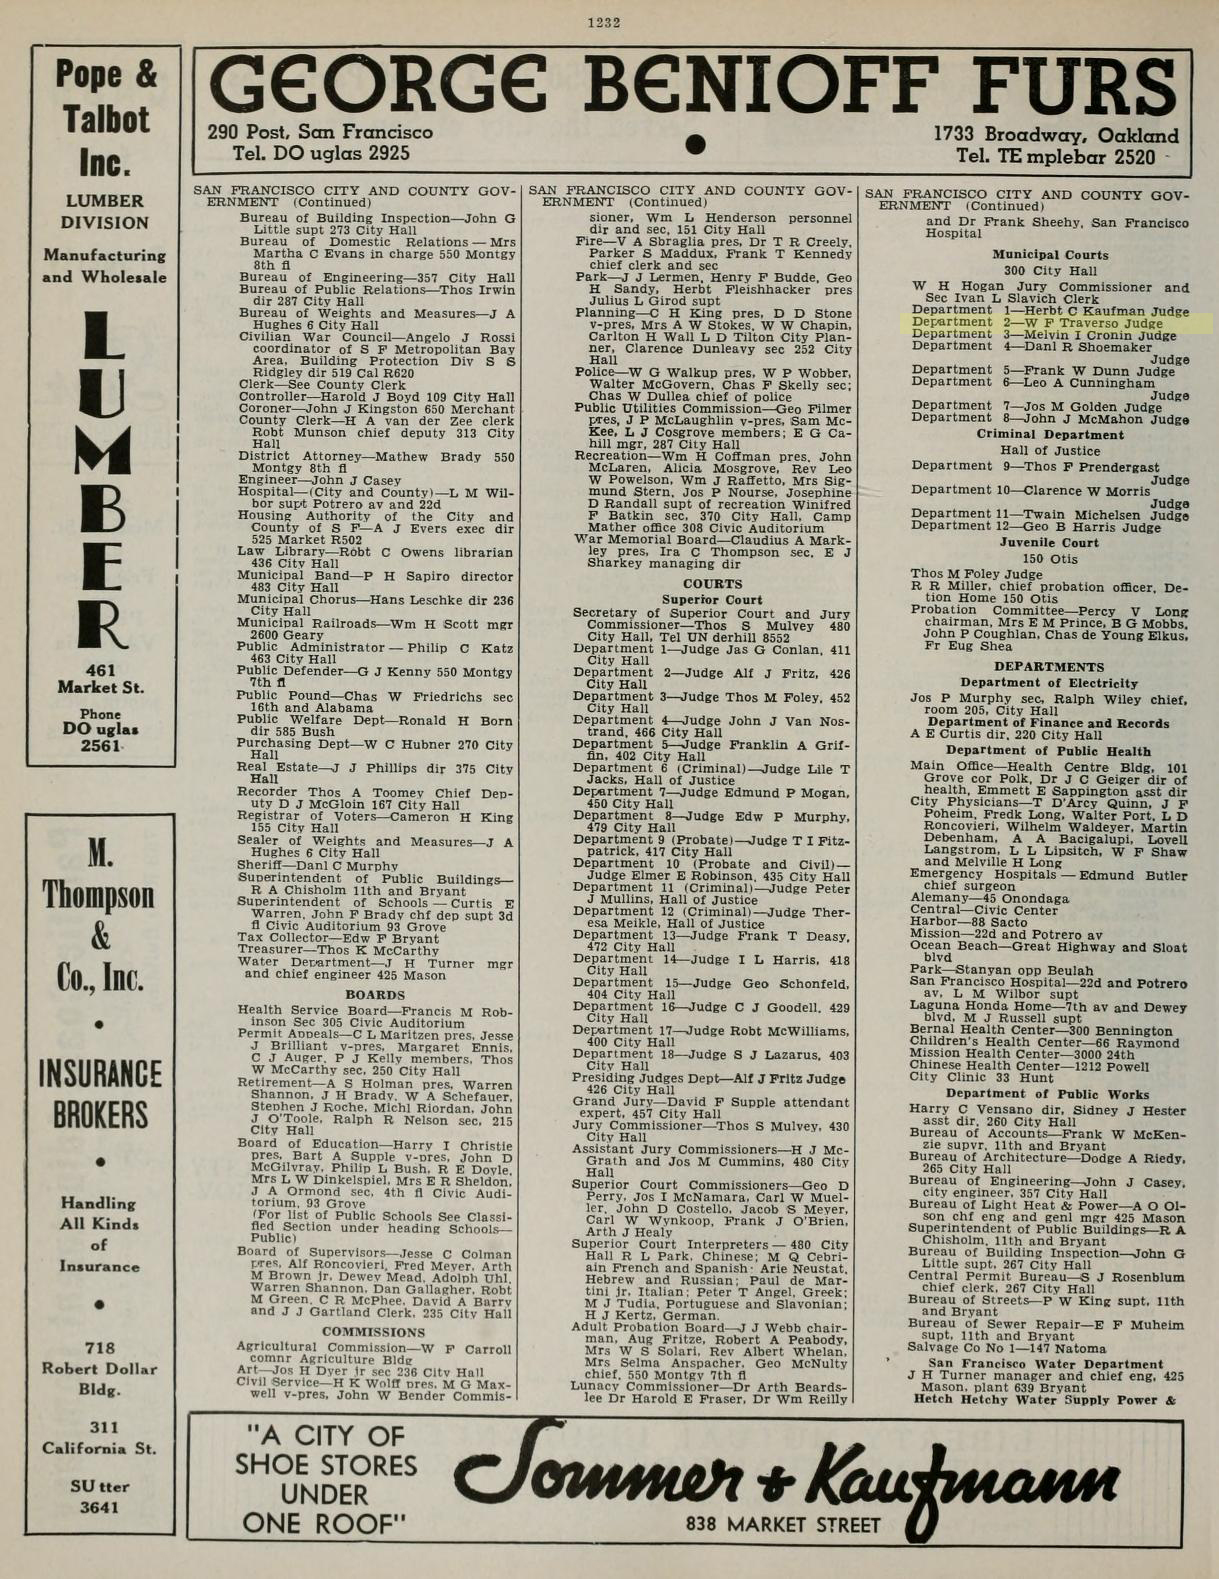 1232
Pope &
Talbot
Inc.
LUMBER
DIVISION
Manufacturing
and Wholesale
LUMBER
461
Market St.
Phone
DO uglas
2561
M.
Thompson
&
Co., Inc.
•
INSURANCE
BROKERS
•
Handling
All Kinds
of
Insurance
•
718
Robert Dollar
Bldg.
311
California St.
SU tter
3641
GEORGE BENIOFF FURS
290 Post, San Francisco
Tel. DO uglas 2925
•
1733 Broadway, Oakland
Tel. TE mplebar 2520
SAN FRANCISCO CITY AND COUNTY GOV-
ERNMENT (Continued)
Bureau of Building Inspection—John G
Little supt 273 City Hall
Bureau of Domestic Relations—Mrs
Martha C Evans in charge 550 Montgy
8th fl
Bureau of Engineering—357 City Hall
Bureau of Public Relations—Thos Irwin
dir 287 City Hall
Bureau of Weights and Measures—J A
Hughes 6 City Hall
Civilian War Council—Angelo J Rossi
coordinator of S F Metropolitan Bay
Area, Building Protection Div S S
Ridgley dir 519 Cal R620
Clerk—See County Clerk
Controller—Harold J Boyd 109 City Hall
Coroner—John J Kingston 650 Merchant
County Clerk—H A van der Zee clerk
Robt Munson chief deputy 313 City
Hall
District Attorney—Mathew Brady 550
Montgy 8th fl
Engineer—John J Casey
Hospital—(City and County)—L M Wil-
bor supt Potrero av and 22d
Housing Authority of the City and
County of S F—A J Evers exec dir
525 Market R502
Law Library—Robt C Owens librarian
436 City Hall
Municipal Band—P H Sapiro director
483 City Hall
Municipal Chorus—Hans Leschke dir 236
City Hall
Municipal Railroads—Wm H Scott mgr
2600 Geary
Public Administrator—Philip C Katz
463 City Hall
Public Defender—G J Kenny 550 Montgy
7th fl
Public Pound—Chas W Friedrichs sec
16th and Alabama
Public Welfare Dept—Ronald H Born
dir 585 Bush
Purchasing Dept—W C Hubner 270 City
Hall
Real Estate—J J Phillips dir 375 City
Hall
Recorder Thos A Toomey Chief Dep-
uty D J McGloin 167 City Hall
Registrar of Voters—Cameron H King
155 City Hall
Sealer of Weights and Measures—J A
Hughes 6 City Hall
Sheriff—Danl C Murphy
Superintendent of Public Buildings—
R A Chisholm 11th and Bryant
Superintendent of Schools—Curtis E
Warren, John F Brady chf dep supt 3d
fl Civic Auditorium 93 Grove
Tax Collector—Edw F Bryant
Treasurer—Thos K McCarthy
Water Department—J H Turner mgr
and chief engineer 425 Mason
BOARDS
Health Service Board—Francis M Rob-
inson Sec 305 Civic Auditorium
Permit Appeals—C L Maritzen pres, Jesse
J Brilliant v-pres, Margaret Ennis,
C J Auger, P J Kelly members, Thos
W McCarthy sec, 250 City Hall
Retirement—A S Holman pres, Warren
Shannon, J H Brady, W A Schefauer,
Stephen J Roche, Michl Riordan, John
J O'Toole, Ralph R Nelson sec, 215
City Hall
Board of Education—Harry I Christie
pres, Bart A Supple v-pres, John D
McGilvray, Philip L Bush, R E Doyle,
Mrs L W Dinkelspiel, Mrs E R Sheldon,
J A Ormond sec, 4th fl Civic Audi-
torium, 93 Grove
(For list of Public Schools See Classi-
fied Section under heading Schools—
Public)
Board of Supervisors—Jesse C Colman
pres, Alf Roncovieri, Fred Meyer, Arth
M Brown jr, Dewey Mead, Adolph Uhl,
Warren Shannon, Dan Gallagher, Robt
M Green, C R McPhee, David A Barry
and J J Gartland Clerk, 235 City Hall
COMMISSIONS
Agricultural Commission—W F Carroll
comnr Agriculture Bldg
Art—Jos H Dyer jr sec 236 City Hall
Civil Service—H K Wolff pres, M G Max-
well v-pres, John W Bender Commis-
SAN FRANCISCO CITY AND COUNTY GOV-
ERNMENT (Continued)
sioner, Wm L Henderson personnel
dir and sec, 151 City Hall
Fire—V A Sbraglia pres, Dr T R Creely,
Parker S Maddux, Frank T Kennedy
chief clerk and sec
Park—J J Lermen, Henry F Budde, Geo
H Sandy, Herbt Fleishhacker pres
Julius L Girod supt
Planning—C H King pres, D D Stone
v-pres, Mrs A W Stokes, W W Chapin,
Carlton H Wall L D Tilton City Plan-
ner, Clarence Dunleavy sec 252 City
Hall
Police—W G Walkup pres, W P Wobber,
Walter McGovern, Chas F Skelly sec;
Chas W Dullea chief of police
Public Utilities Commission—Geo Filmer
pres, J P McLaughlin v-pres, Sam Mc-
Kee, L J Cosgrove members; E G Ca-
hill mgr, 287 City Hall
Recreation—Wm H Coffman pres, John
McLaren, Alicia Mosgrove, Rev Leo
W Powelson, Wm J Raffetto, Mrs Sig-
mund Stern, Jos P Nourse, Josephine
D Randall supt of recreation Winifred
F Batkin sec, 370 City Hall, Camp
Mather office 308 Civic Auditorium
War Memorial Board—Claudius A Mark-
ley pres, Ira C Thompson sec, E J
Sharkey managing dir
COURTS
Superior Court
Secretary of Superior Court and Jury
Commissioner—Thos S Mulvey 480
City Hall, Tel UN derhill 8552
Department 1—Judge Jas G Conlan, 411
City Hall
Department 2—Judge Alf J Fritz, 426
City Hall
Department 3—Judge Thos M Foley, 452
City Hall
Department 4—Judge John J Van Nos-
trand, 466 City Hall
Department 5—Judge Franklin A Grif-
fin, 402 City Hall
Department 6 (Criminal)—Judge Lile T
Jacks, Hall of Justice
Department 7—Judge Edmund P Mogan,
450 City Hall
Department 8—Judge Edw P Murphy,
479 City Hall
Department 9 (Probate)—Judge T I Fitz-
patrick, 417 City Hall
Department 10 (Probate and Civil)—
Judge Elmer E Robinson, 435 City Hall
Department 11 (Criminal)—Judge Peter
J Mullins, Hall of Justice
Department 12 (Criminal)—Judge Ther-
esa Meikle, Hall of Justice
Department 13—Judge Frank T Deasy,
472 City Hall
Department 14—Judge I L Harris, 418
City Hall
Department 15—Judge Geo Schonfeld,
404 City Hall
Department 16—Judge C J Goodell, 429
City Hall
Department 17—Judge Robt McWilliams,
400 City Hall
Department 18—Judge S J Lazarus, 403
City Hall
Presiding Judges Dept—Alf J Fritz Judge
426 City Hall
Grand Jury—David F Supple attendant
expert, 457 City Hall
Jury Commissioner—Thos S Mulvey, 430
City Hall
Assistant Jury Commissioners—H J Mc-
Grath and Jos M Cummins, 480 City
Hall
Superior Court Commissioners—Geo D
Perry, Jos I McNamara, Carl W Muel-
ler, John D Costello, Jacob S Meyer,
Carl W Wynkoop, Frank J O'Brien,
Arth J Healy
Superior Court Interpreters—480 City
Hall R L Park, Chinese; M Q Cebri-
ain French and Spanish; Arie Neustat,
Hebrew and Russian; Paul de Mar-
tini jr, Italian; Peter T Angel, Greek;
M J Tudia, Portuguese and Slavonian;
H J Kertz, German.
Adult Probation Board—J J Webb chair-
man, Aug Fritze, Robert A Peabody,
Mrs W S Solari, Rev Albert Whelan,
Mrs Selma Anspacher, Geo McNulty
chief, 550 Montgy 7th fl
Lunacy Commissioner—Dr Arth Beards-
lee Dr Harold E Fraser, Dr Wm Reilly
SAN FRANCISCO CITY AND COUNTY GOV-
ERNMENT (Continued)
and Dr Frank Sheehy, San Francisco
Hospital
Municipal Courts
300 City Hall
W H Hogan Jury Commissioner and
Sec Ivan L Slavich Clerk
Department 1—Herbt C Kaufman Judge
Department 2—W F Traverso Judge
Department 3—Melvin I Cronin Judge
Department 4—Danl R Shoemaker
Judge
Department 5—Frank W Dunn Judge
Department 6—Leo A Cunningham
Judge
Department 7—Jos M Golden Judge
Department 8—John J McMahon Judge
Criminal Department
Hall of Justice
Department 9—Thos F Prendergast
Judge
Department 10—Clarence W Morris
Judge
Department 11—Twain Michelsen Judge
Department 12—Geo B Harris Judge
Juvenile Court
150 Otis
Thos M Foley Judge
R R Miller, chief probation officer, De-
tion Home 150 Otis
Probation Committee—Percy V Long
chairman, Mrs E M Prince, B G Mobbs,
John P Coughlan, Chas de Young Elkus,
Fr Eug Shea
DEPARTMENTS
Department of Electricity
Jos P Murphy sec, Ralph Wiley chief,
room 205, City Hall
Department of Finance and Records
A E Curtis dir, 220 City Hall
Department of Public Health
Main Office—Health Centre Bldg, 101
Grove cor Polk, Dr J C Geiger dir of
health, Emmett E Sappington asst dir
City Physicians—T D'Arcy Quinn, J F
Poheim, Fredk Long, Walter Port, L D
Roncovieri, Wilhelm Waldeyer, Martin
Debenham, A A Bacigalupi, Lovell
Langstrom, L L Lipsitch, W F Shaw
and Melville H Long
Emergency Hospitals—Edmund Butler
chief surgeon
Alemany—45 Onondaga
Central—Civic Center
Harbor—88 Sacto
Mission—22d and Potrero av
Ocean Beach—Great Highway and Sloat
blvd
Park—Stanyan opp Beulah
San Francisco Hospital—22d and Potrero
av, L M Wilbor supt
Laguna Honda Home—7th av and Dewey
blvd, M J Russell supt
Bernal Health Center—300 Bennington
Children's Health Center—66 Raymond
Mission Health Center—3000 24th
Chinese Health Center—1212 Powell
City Clinic 33 Hunt
Department of Public Works
Harry C Vensano dir, Sidney J Hester
asst dir, 260 City Hall
Bureau of Accounts—Frank W McKen-
zie supvr, 11th and Bryant
Bureau of Architecture—Dodge A Riedy,
265 City Hall
Bureau of Engineering—John J Casey,
city engineer, 357 City Hall
Bureau of Light Heat & Power—A O Ol-
son chf eng and genl mgr 425 Mason
Superintendent of Public Buildings—R A
Chisholm, 11th and Bryant
Bureau of Building Inspection—John G
Little supt, 267 City Hall
Central Permit Bureau—S J Rosenblum
chief clerk, 267 City Hall
Bureau of Streets—P W King supt, 11th
and Bryant
Bureau of Sewer Repair—E F Muheim
supt, 11th and Bryant
Salvage Co No 1—147 Natoma
San Francisco Water Department
J H Turner manager and chief eng, 425
Mason, plant 639 Bryant
Hetch Hetchy Water Supply Power &
"A CITY OF
SHOE STORES
UNDER
ONE ROOF"
Sommer + Kaufmann
838 MARKET STREET